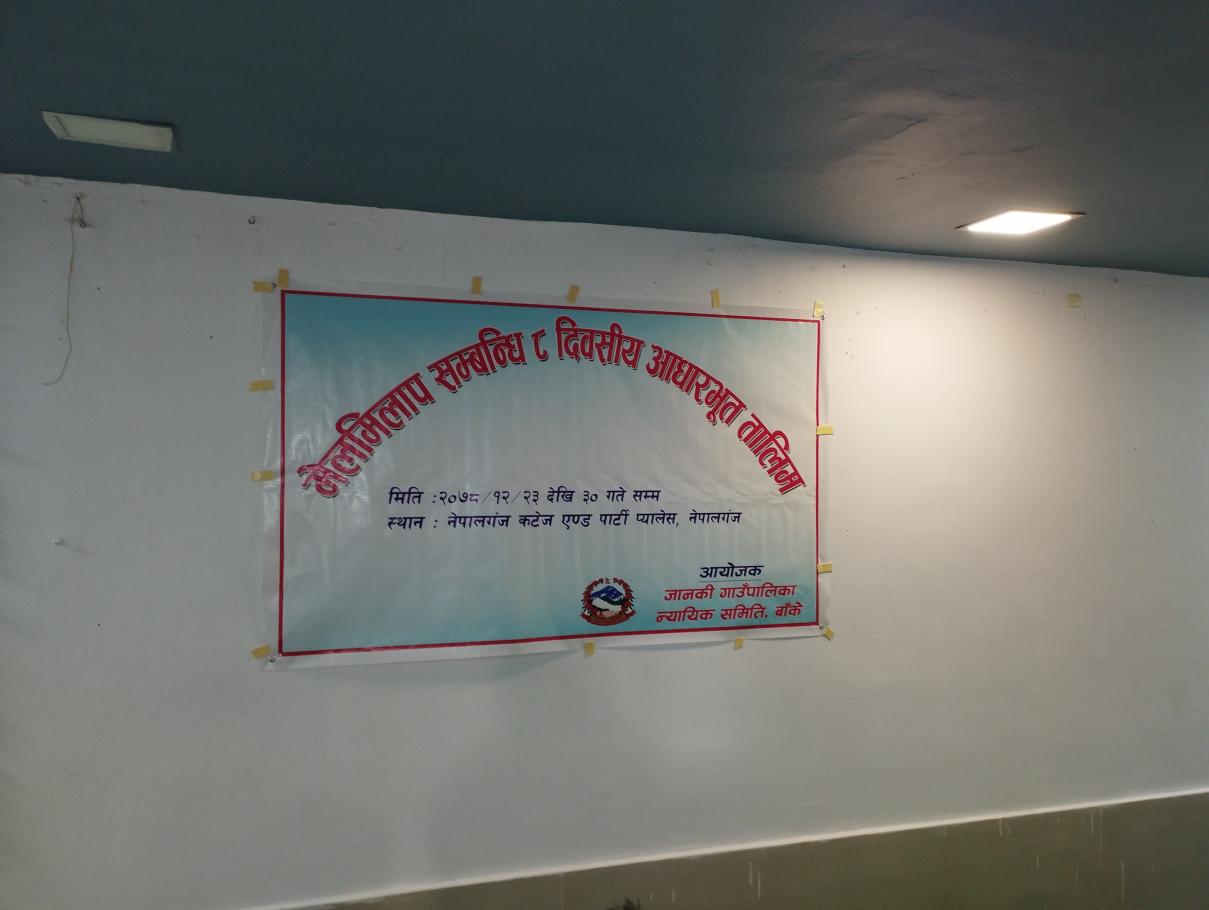 मेलमिलाप सम्बन्धि ८ दिवसीय आधारभूत तालिम
मिति :२०७८/१२/२३ देखि ३० गते सम्म
स्थान : नेपालगंज कटेज एण्ड पार्टी प्यालेस, नेपालगंज
आयोजक
जानकी गाउँपालिका
न्यायिक समिति, बाँके